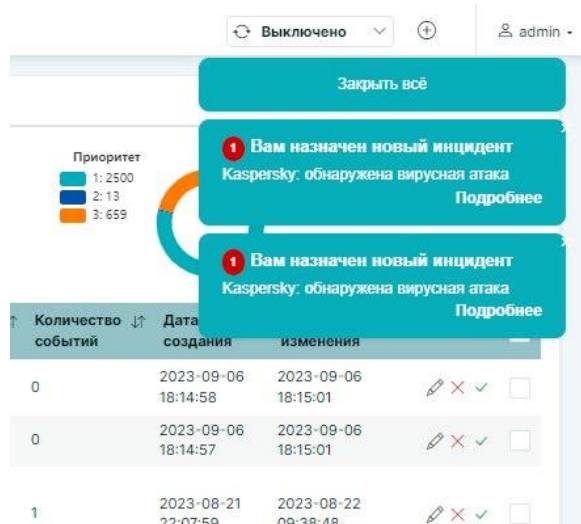 Выключено
admin
Закрыть всё
Приоритет
1: 2500
2: 13
3: 659
1 Вам назначен новый инцидент
Kaspersky: обнаружена вирусная атака
Подробнее
1 Вам назначен новый инцидент
Kaspersky: обнаружена вирусная атака
Подробнее
Количество Дата
событий создания изменения
0 2023-09-06 2023-09-06
18:14:58 18:15:01
0 2023-09-06 2023-09-06
18:14:57 18:15:01
1 2023-08-21 2023-08-22
22:07:59 09:38:48